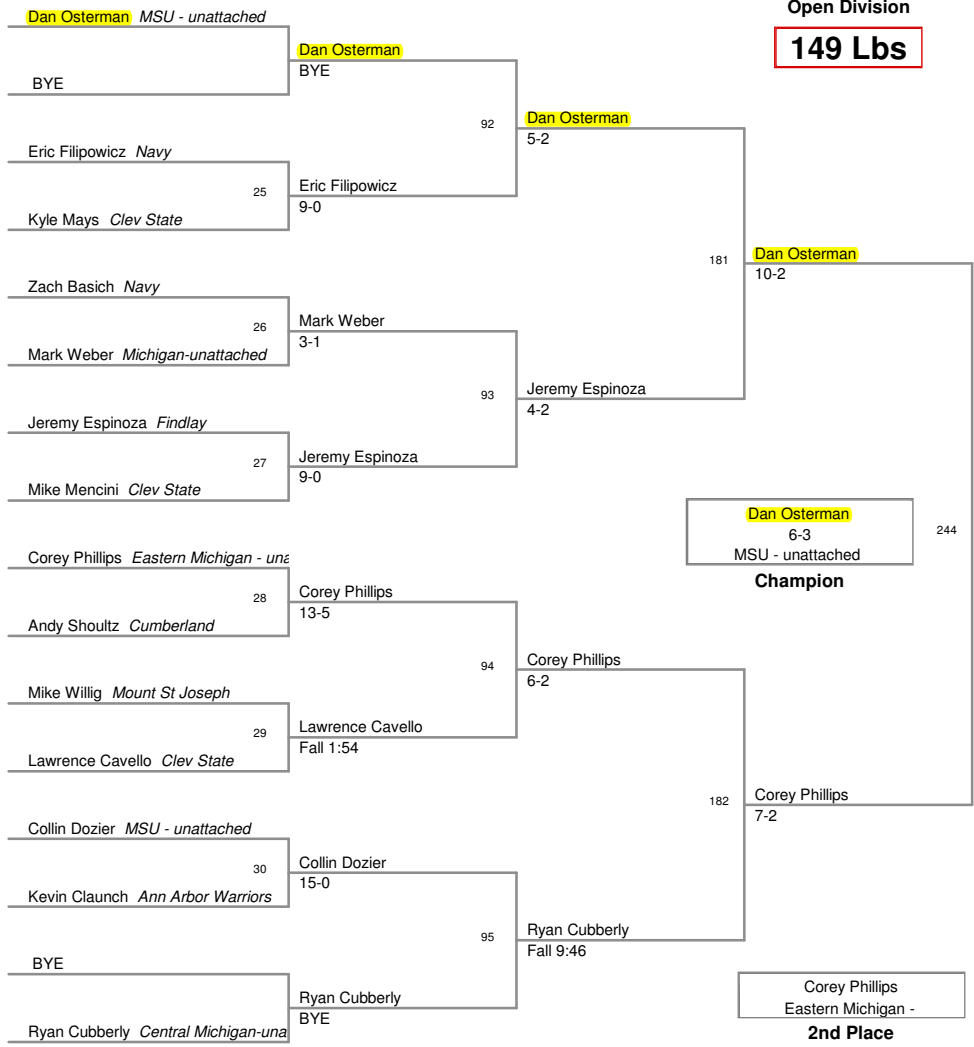 Open Division
149 Lbs
Dan Osterman MSU - unattached
BYE
Eric Filipowicz Navy
Kyle Mays Clev State
Zach Basich Navy
Mark Weber Michigan-unattached
Jeremy Espinoza Findlay
Mike Mencini Clev State
Corey Phillips Eastern Michigan - una
Andy Shoultz Cumberland
Mike Willig Mount St Joseph
Lawrence Cavello Clev State
Collin Dozier MSU - unattached
Kevin Claunch Ann Arbor Warriors
BYE
Ryan Cubberly Central Michigan-una
Dan Osterman
BYE
25
Eric Filipowicz
9-0
26
Mark Weber
3-1
27
Jeremy Espinoza
9-0
28
Corey Phillips
13-5
29
Lawrence Cavello
Fall 1:54
30
Collin Dozier
15-0
Ryan Cubberly
BYE
92
Dan Osterman
5-2
93
Jeremy Espinoza
4-2
94
Corey Phillips
6-2
95
Ryan Cubberly
Fall 9:46
181
Dan Osterman
10-2
182
Corey Phillips
7-2
244
Dan Osterman
6-3
MSU - unattached
Champion
Corey Phillips
Eastern Michigan -
2nd Place